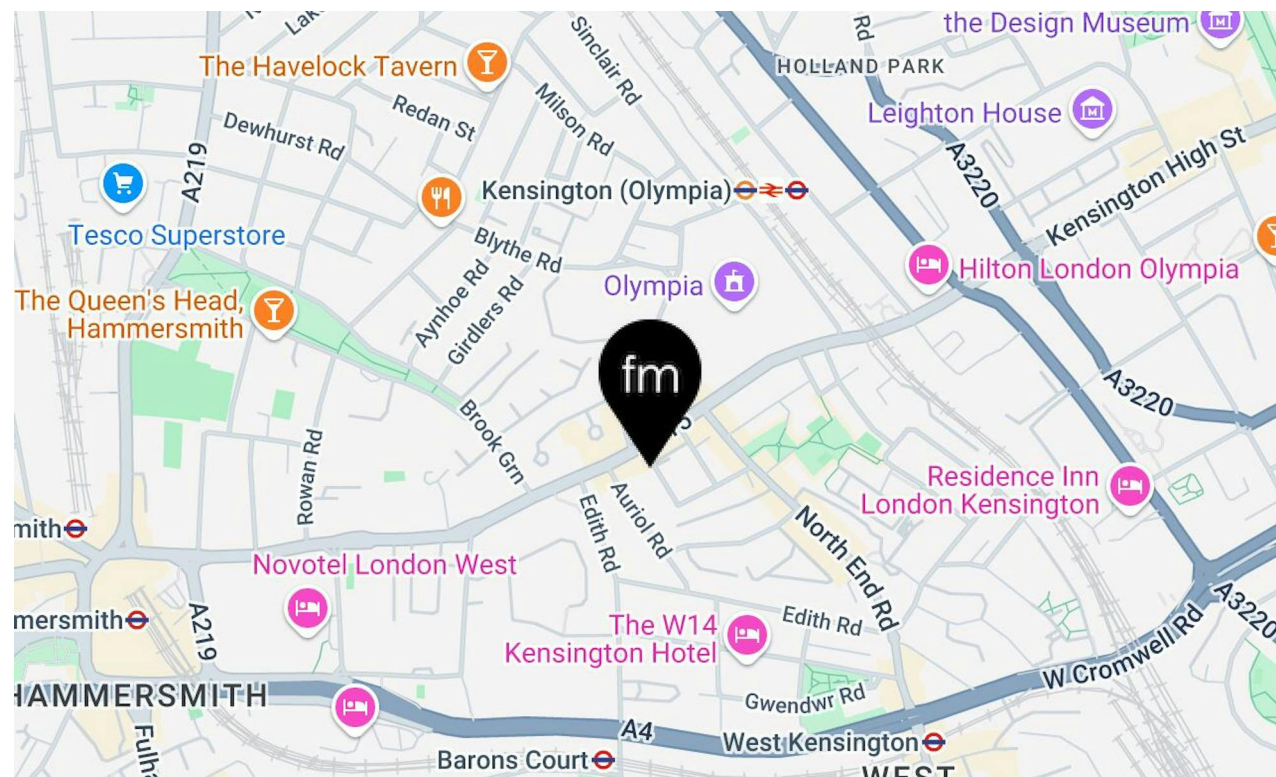 the Design Museum
HOLLAND PARK
The Havelock Tavern
Sinclair Rd
Milson Rd
Redan St
Leighton House
Dewhurst Rd
A219
A3220
Kensington High St
Kensington (Olympia)
Tesco Superstore
Blythe Rd
Hilton London Olympia
Olympia
Aynhoe Rd
Girdlers Rd
The Queen's Head,
Hammersmith
fm
A3220
Brook Grn
Rowan Rd
Residence Inn
London Kensington
Auriol Rd
Edith Rd
North End Rd
Novotel London West
A219
The W14
Kensington Hotel
Edith Rd
A3220
W Cromwell Rd
HAMMERSMITH
Gwendwr Rd
A4
West Kensington
Barons Court
WEST